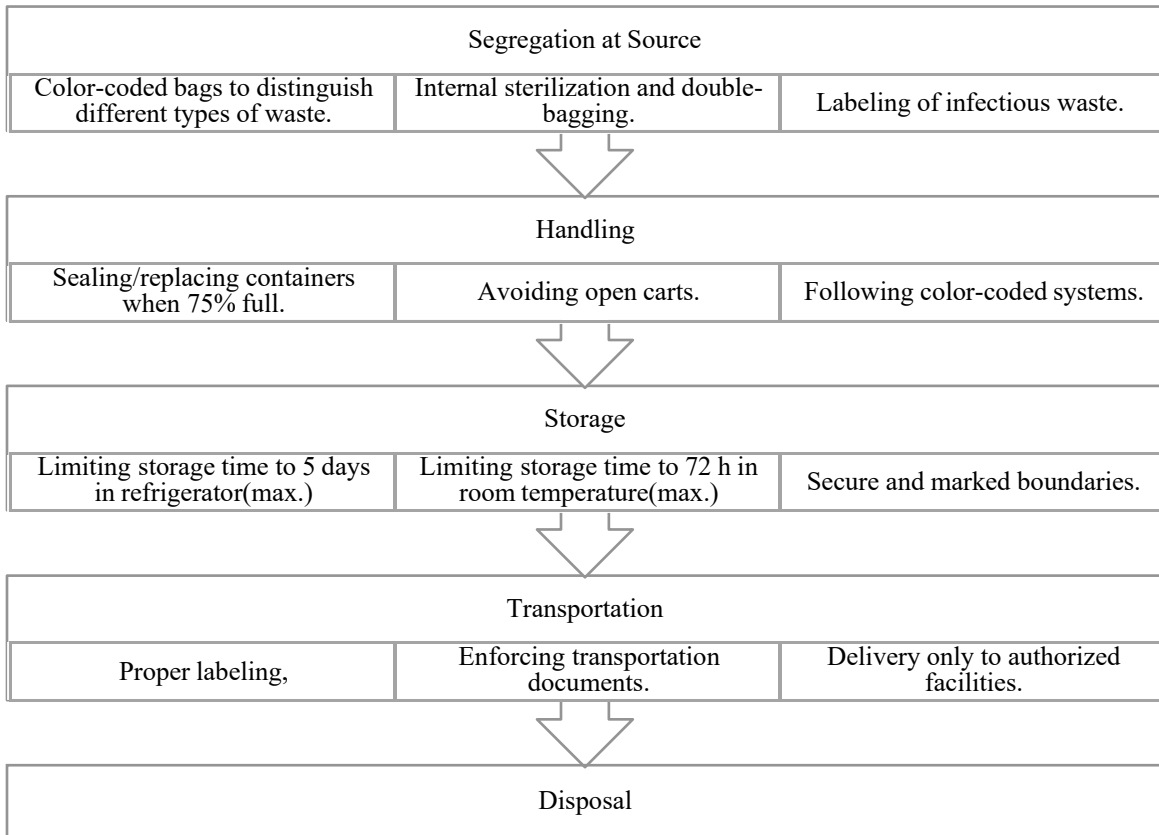 Segregation at Source
Color-coded bags to distinguish
different types of waste.
Internal sterilization and double-
bagging.
Labeling of infectious waste.
Handling
Sealing/replacing containers
when 75% full.
Avoiding open carts.
Following color-coded systems.
Storage
Limiting storage time to 5 days
in refrigerator(max.)
Limiting storage time to 72 h in
room temperature(max.)
Secure and marked boundaries.
Transportation
Proper labeling,
Enforcing transportation
documents.
Delivery only to authorized
facilities.
Disposal